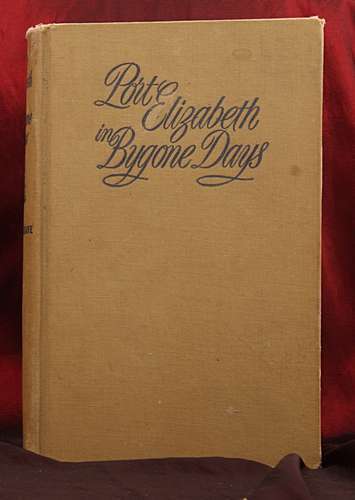 Port
Elizabeth
in
Bygone Days